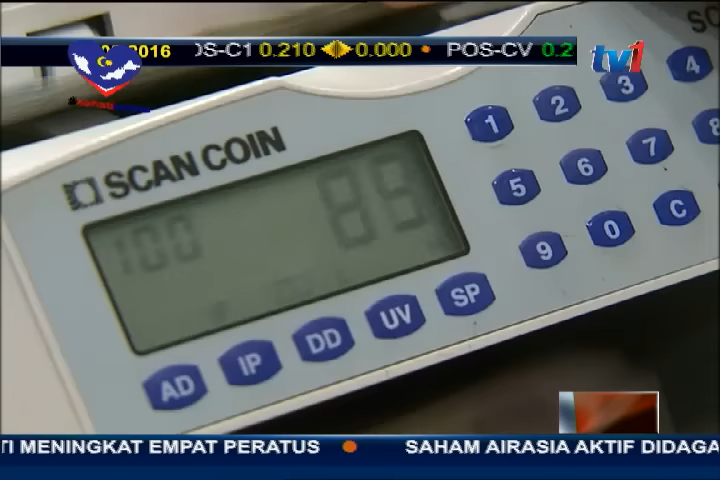 2016 OS-C1 0.210 0.000 POS-CV 0.2
tv1
SCAN COIN
100 85
1 2 3 4
5 6 7 8
9 0 C
AD IP DD UV SP
TI MENINGKAT EMPAT PERATUS • SAHAM AIRASIA AKTIF DIDAGA